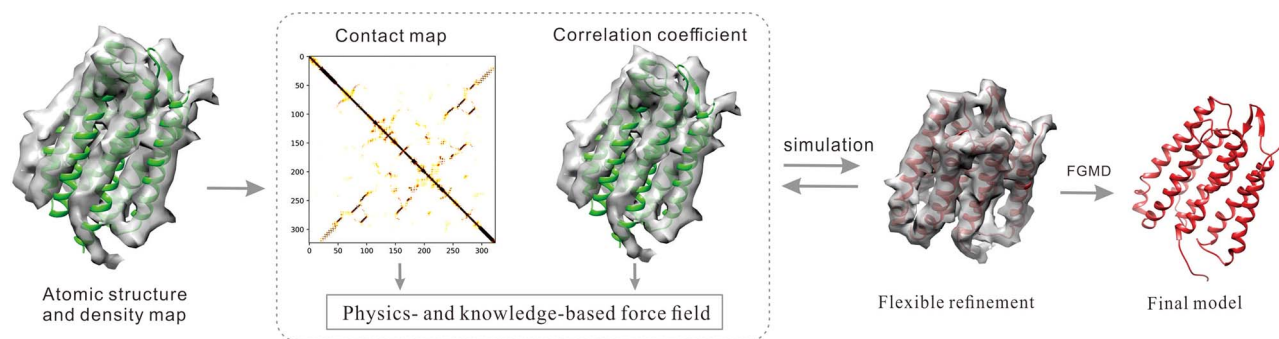 Atomic structure
and density map
Contact map
0
50
100
150
200
250
300
0 50 100 150 200 250 300
Correlation coefficient
Physics- and knowledge-based force field
simulation
Flexible refinement
FGMD
Final model